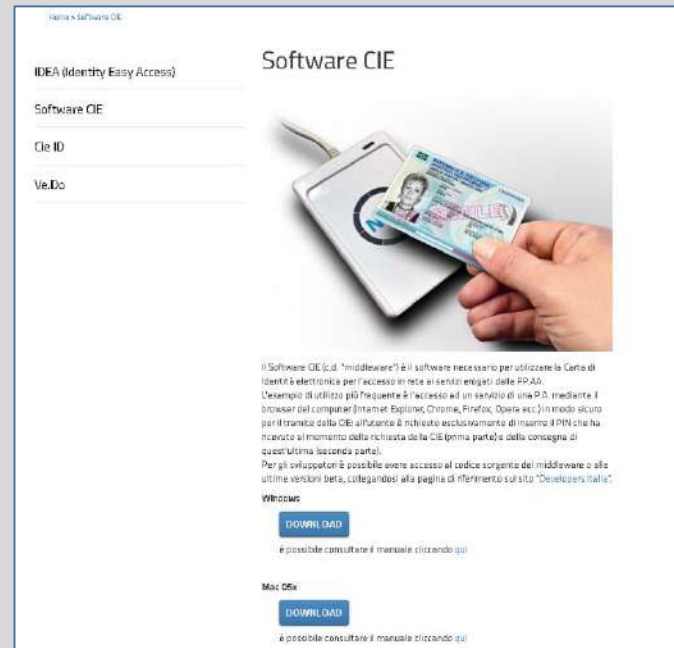 Home > Software CIE
IDEA (Identity Easy Access)
Software CIE
Cie ID
Ve.Do
Software CIE
Il Software CIE (c.d. "middleware") è il software necessario per utilizzare la Carta di
Identità elettronica per l'accesso in rete ai servizi erogati dalle PP.AA.
L'esempio di utilizzo più frequente è l'accesso ad un servizio di una P.A. mediante il
browser del computer (Internet Explorer, Chrome, Firefox, Opera ecc.) in modo sicuro
per il tramite della CIE: all'utente è richiesto esclusivamente di inserire il PIN che ha
ricevuto al momento della richiesta della CIE (prima parte) e della consegna di
quest'ultima (seconda parte).
Per gli sviluppatori è possibile avere accesso al codice sorgente del middleware o alle
ultime versioni beta, collegandosi alla pagina di riferimento sul sito "Developers Italia".
Windows
DOWNLOAD
è possibile consultare il manuale cliccando qui
Mac OSx
DOWNLOAD
è possibile consultare il manuale cliccando qui